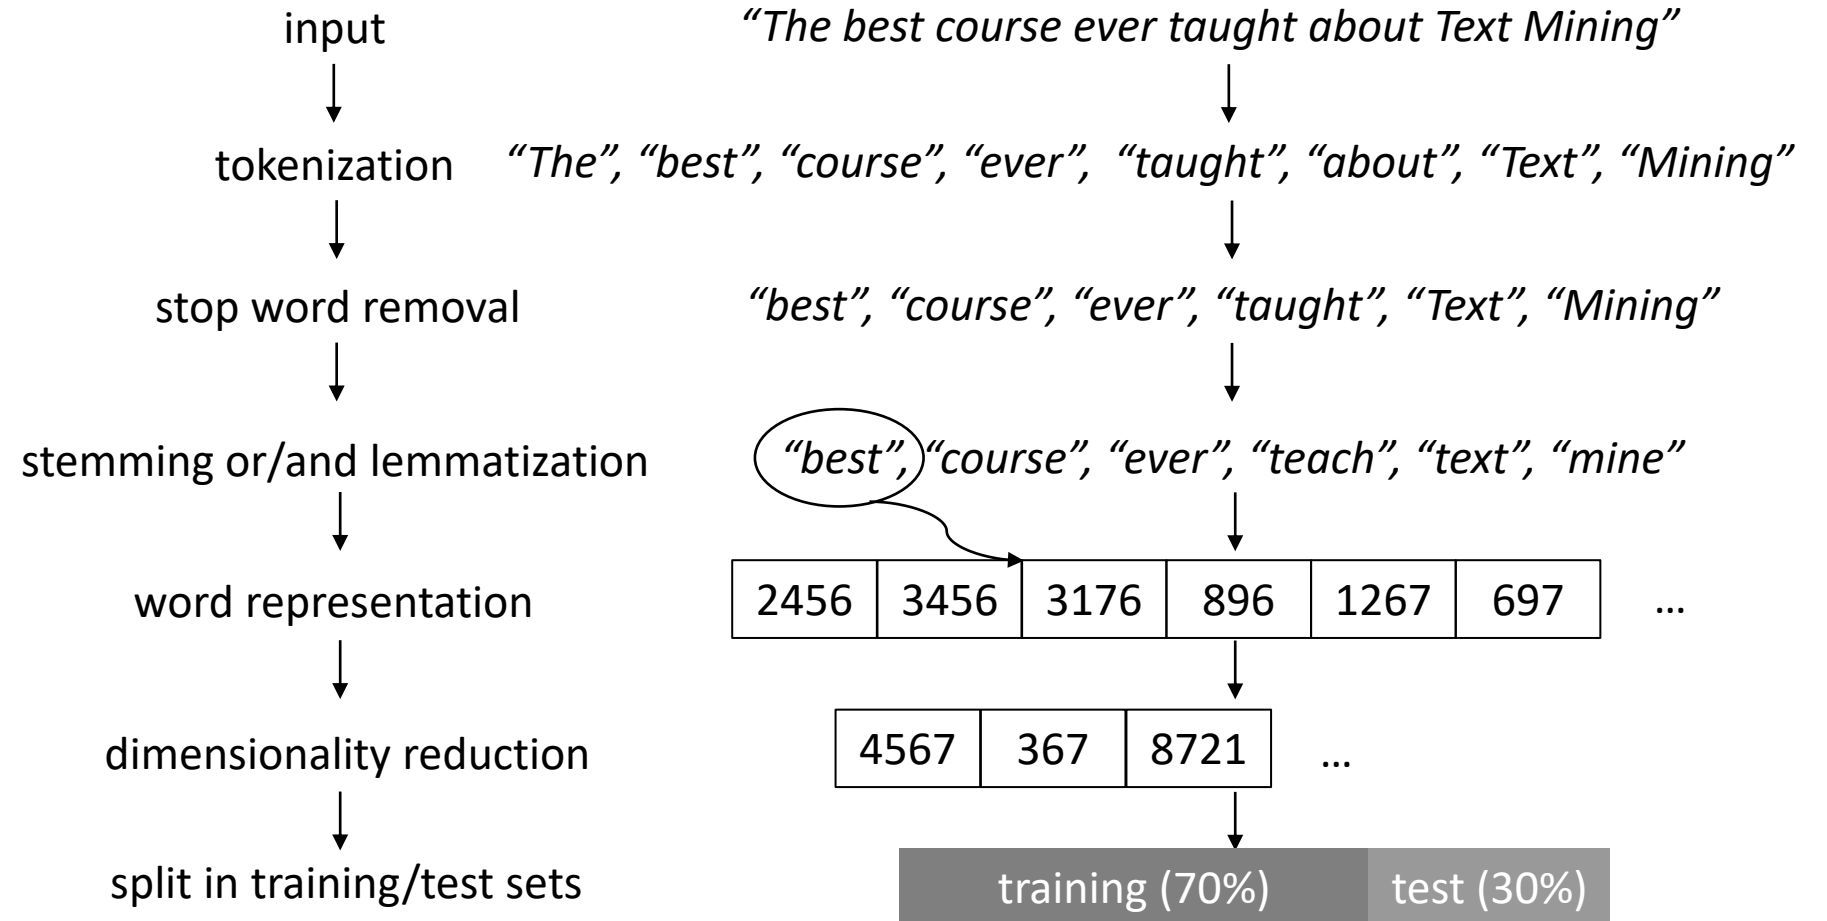 input “The best course ever taught about Text Mining”
tokenization “The”, “best”, “course”, “ever”, “taught”, “about”, “Text”, “Mining”
stop word removal “best”, “course”, “ever”, “taught”, “Text”, “Mining”
stemming or/and lemmatization “best”, “course”, “ever”, “teach”, “text”, “mine”
word representation 2456 3456 3176 896 1267 697 ...
dimensionality reduction 4567 367 8721 ...
split in training/test sets training (70%) test (30%)